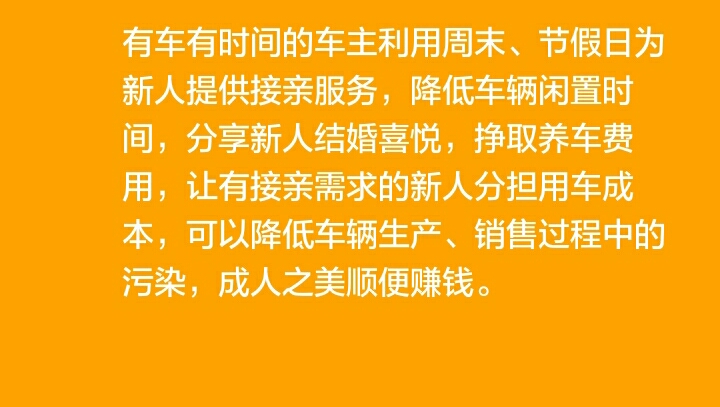 有车有时间的车主利用周末、节假日为
新人提供接亲服务，降低车辆闲置时
间，分享新人结婚喜悦，挣取养车费
用，让有接亲需求的新人分担用车成
本，可以降低车辆生产、销售过程中的
污染，成人之美顺便赚钱。